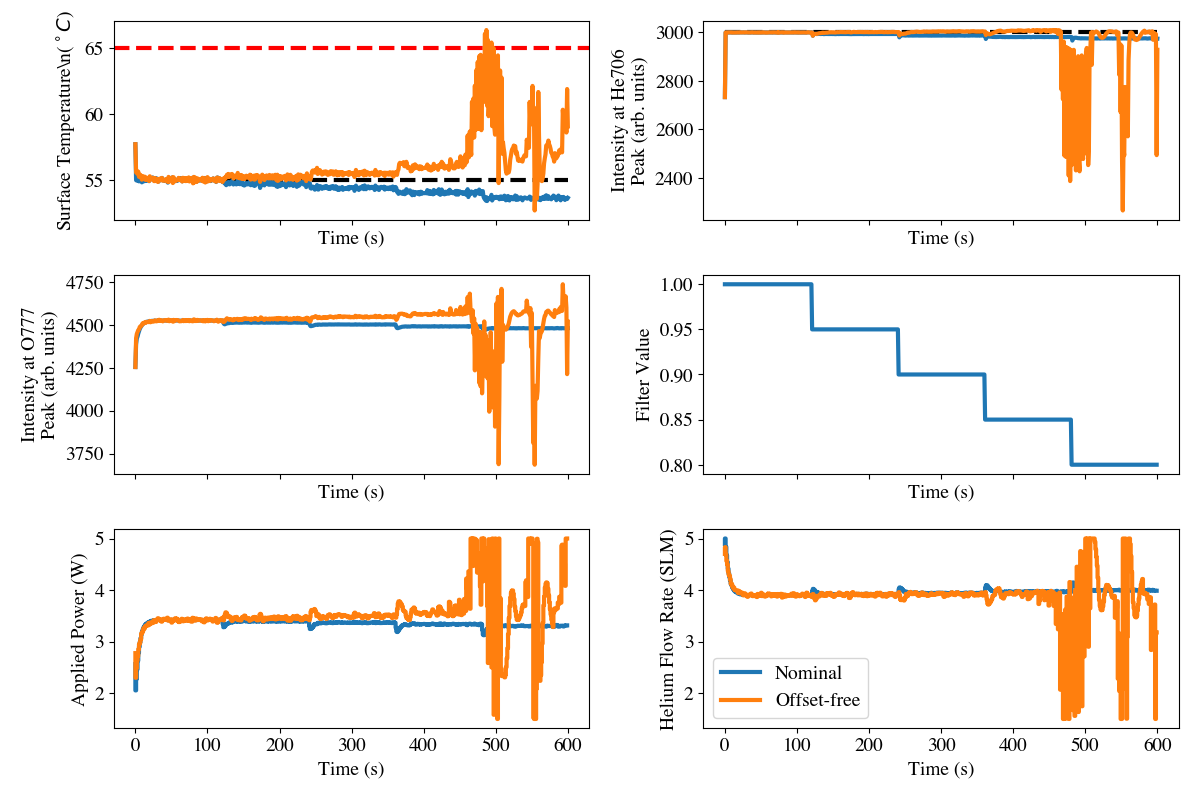 Surface Temperature\n($^\circ C$)
65
60
55
Time (s)
Intensity at He706
Peak (arb. units)
3000
2800
2600
2400
Time (s)
Intensity at O777
Peak (arb. units)
4750
4500
4250
4000
3750
Time (s)
Filter Value
1.00
0.95
0.90
0.85
0.80
Time (s)
Applied Power (W)
5
4
3
2
0 100 200 300 400 500 600
Time (s)
Helium Flow Rate (SLM)
5
4
3
2
Nominal
Offset-free
0 100 200 300 400 500 600
Time (s)